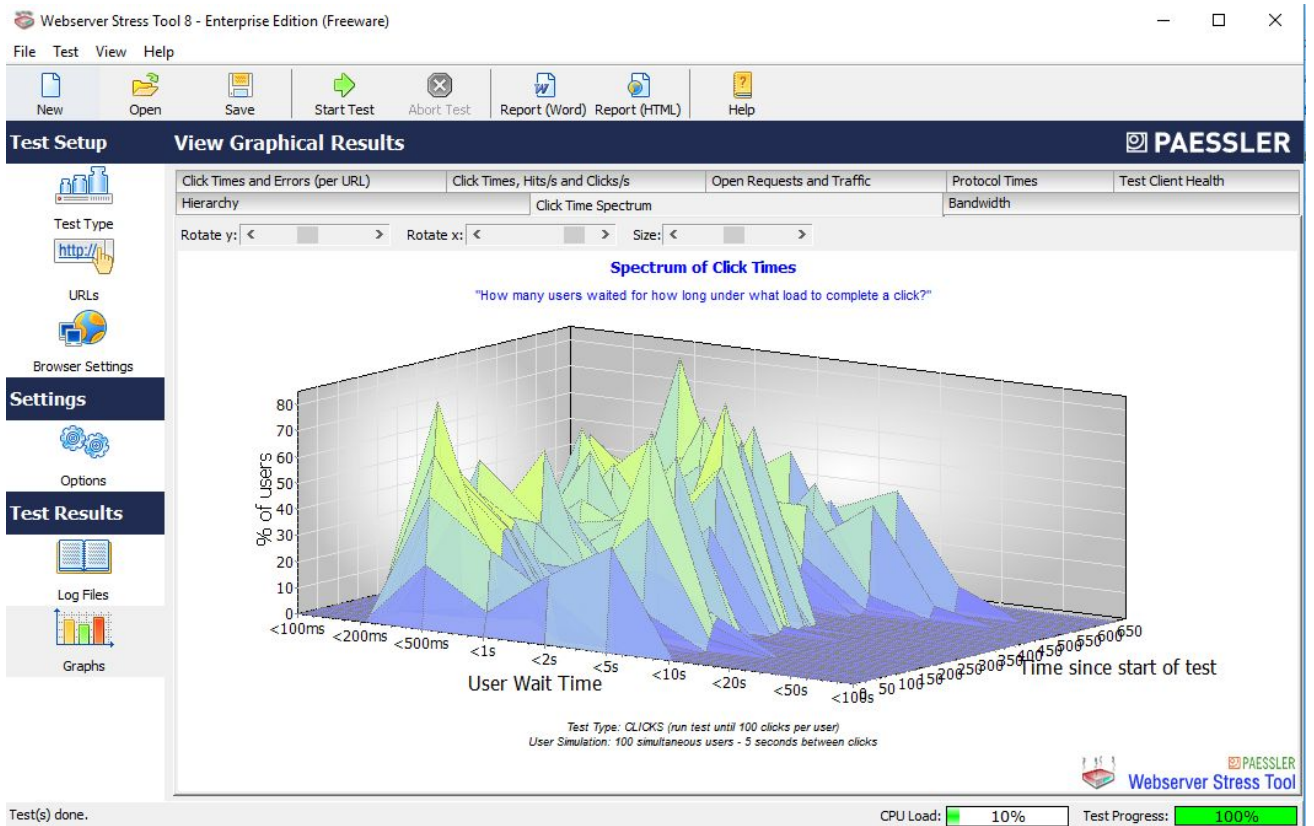 Webserver Stress Tool 8 - Enterprise Edition (Freeware)
File Test View Help
New Open Save Start Test Abort Test Report (Word) Report (HTML) Help
Test Setup
View Graphical Results
PAESSLER
Click Times and Errors (per URL) Click Times, Hits/s and Clicks/s Open Requests and Traffic Protocol Times Test Client Health
Hierarchy Click Time Spectrum Bandwidth
Rotate y: Rotate x: Size:
Test Type
http://
URLs
Browser Settings
Settings
Options
Test Results
Log Files
Graphs
Spectrum of Click Times
"How many users waited for how long under what load to complete a click?"
% of users
80
70
60
50
40
30
20
10
0
<100ms <200ms <500ms <1s <2s <5s <10s <20s <50s <100s
User Wait Time
0 50 100 150 200 250 300 350 400 450 500 550 600 650
Time since start of test
Test Type: CLICKS (run test until 100 clicks per user)
User Simulation: 100 simultaneous users - 5 seconds between clicks
PAESSLER
Webserver Stress Tool
Test(s) done.
CPU Load: 10% Test Progress: 100%